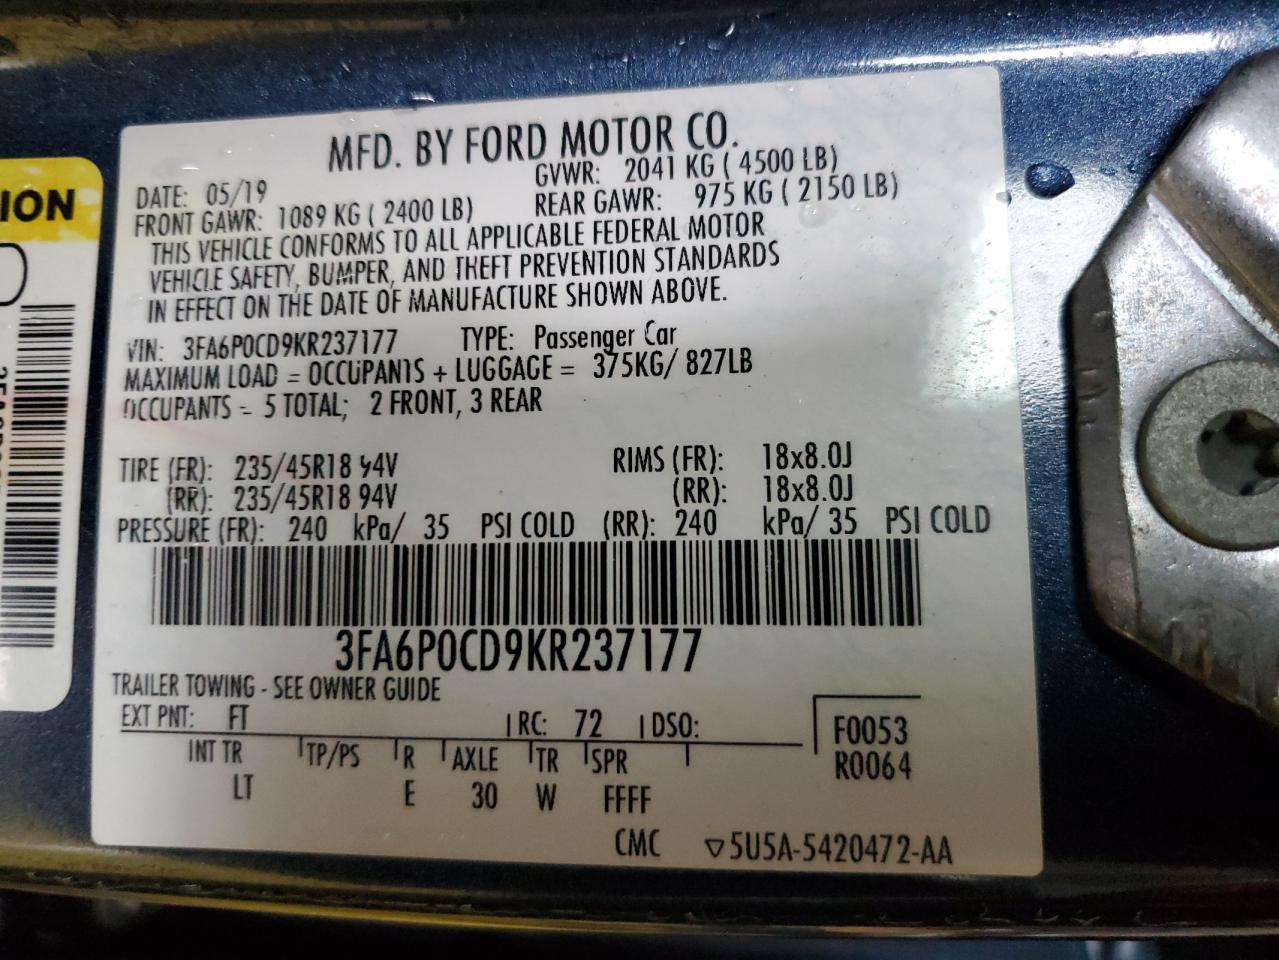 MFD. BY FORD MOTOR CO.
DATE: 05/19 GVWR: 2041 KG ( 4500 LB)
FRONT GAWR: 1089 KG ( 2400 LB) REAR GAWR: 975 KG ( 2150 LB)
THIS VEHICLE CONFORMS TO ALL APPLICABLE FEDERAL MOTOR
VEHICLE SAFETY, BUMPER, AND THEFT PREVENTION STANDARDS
IN EFFECT ON THE DATE OF MANUFACTURE SHOWN ABOVE.
VIN: 3FA6P0CD9KR237177 TYPE: Passenger Car
MAXIMUM LOAD = OCCUPANTS + LUGGAGE = 375KG/ 827LB
OCCUPANTS = 5 TOTAL; 2 FRONT, 3 REAR
TIRE (FR): 235/45R18 94V RIMS (FR): 18x8.0J
(RR): 235/45R18 94V (RR): 18x8.0J
PRESSURE (FR): 240 kPa/ 35 PSI COLD (RR): 240 kPa/ 35 PSI COLD
3FA6P0CD9KR237177
TRAILER TOWING - SEE OWNER GUIDE
EXT PNT: FT RC: 72 DSO:
INT TR TP/PS R AXLE TR SPR
LT E 30 W FFFF
F0053
R0064
CMC ▽5U5A-5420472-AA
ION